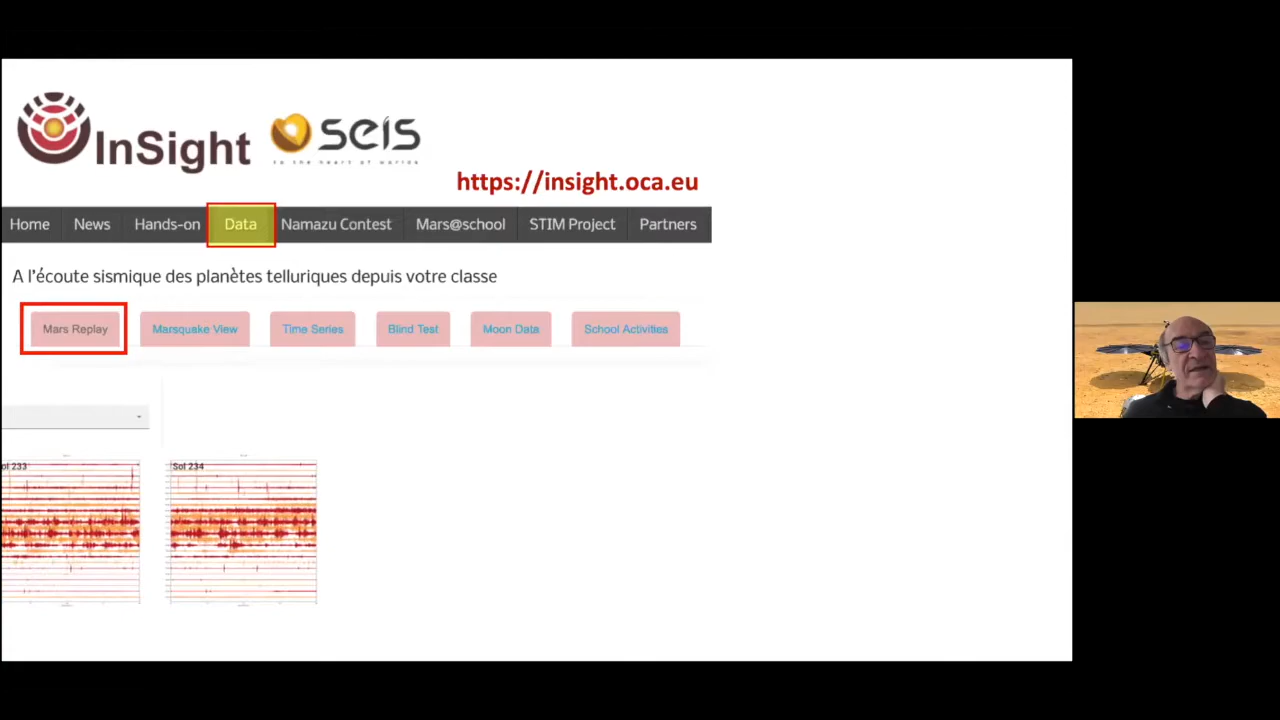 InSight
seis
to the heart of worlds
https://insight.oca.eu
Home News Hands-on Data Namazu Contest Mars@school STIM Project Partners
A l'écoute sismique des planètes telluriques depuis votre classe
Mars Replay Marsquake View Time Series Blind Test Moon Data School Activities
ol 233 Sol 234